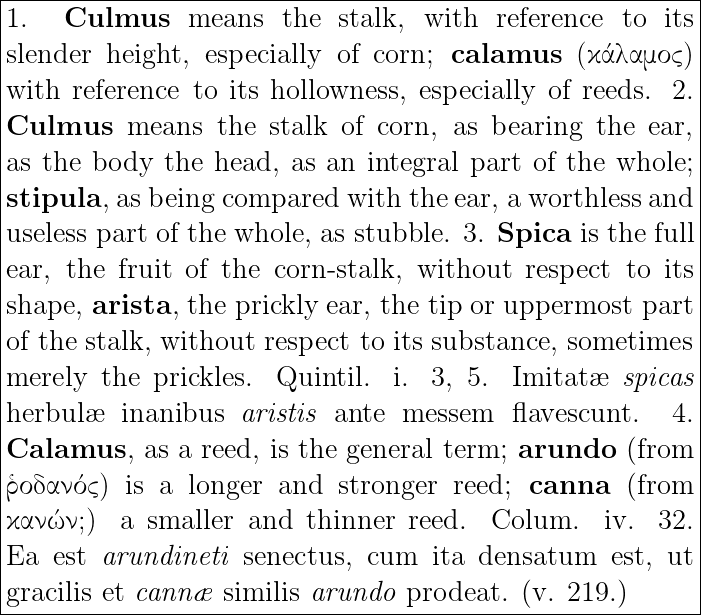 1. Culmus means the stalk, with reference to its
slender height, especially of corn; calamus (κάλαμος)
with reference to its hollowness, especially of reeds. 2.
Culmus means the stalk of corn, as bearing the ear,
as the body the head, as an integral part of the whole;
stipula, as being compared with the ear, a worthless and
useless part of the whole, as stubble. 3. Spica is the full
ear, the fruit of the corn-stalk, without respect to its
shape, arista, the prickly ear, the tip or uppermost part
of the stalk, without respect to its substance, sometimes
merely the prickles. Quintil. i. 3, 5. Imitatæ spicas
herbulæ inanibus aristis ante messem flavescunt. 4.
Calamus, as a reed, is the general term; arundo (from
ῥοδανός) is a longer and stronger reed; canna (from
κανών;) a smaller and thinner reed. Colum. iv. 32.
Ea est arundineti senectus, cum ita densatum est, ut
gracilis et cannæ similis arundo prodeat. (v. 219.)